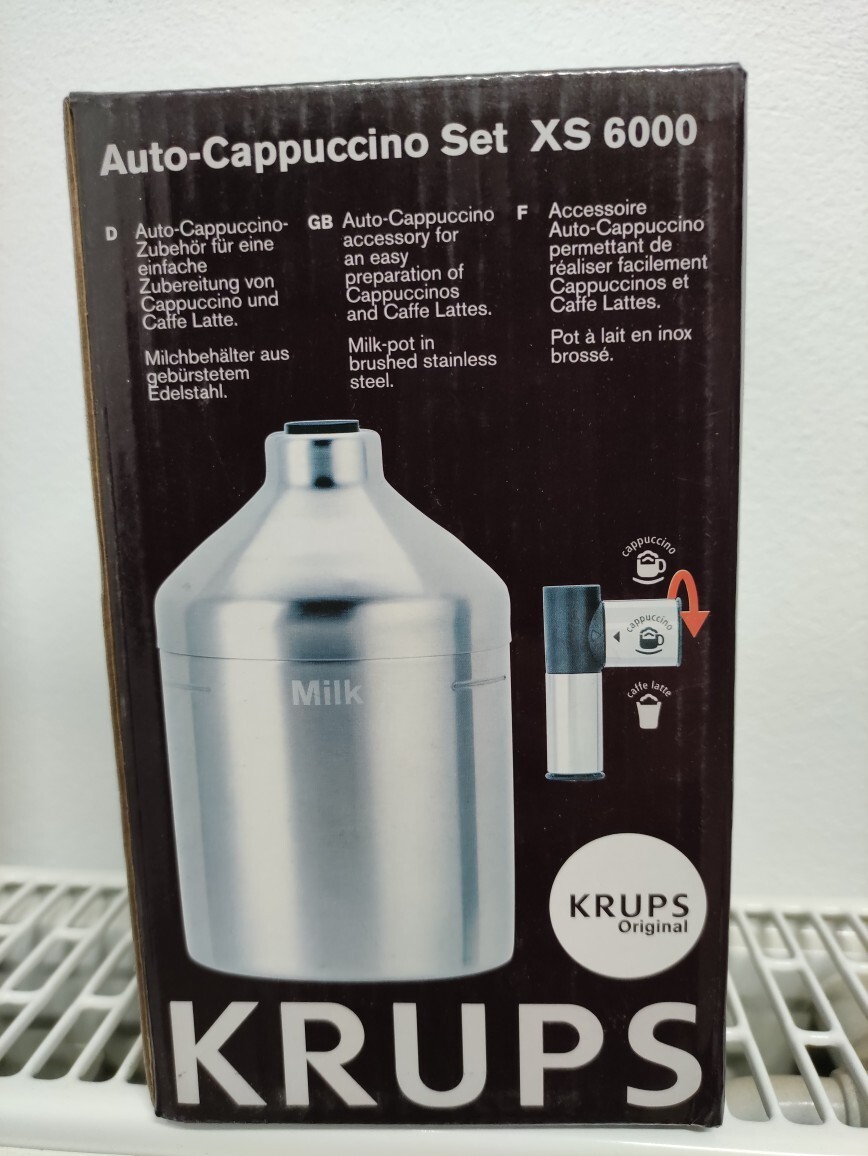 Auto-Cappuccino Set XS 6000
D
Auto-Cappuccino-
Zubehör für eine
einfache
Zubereitung von
Cappuccino und
Caffe Latte.
Milchbehälter aus
gebürstetem
Edelstahl.
GB
Auto-Cappuccino
accessory for
an easy
preparation of
Cappuccinos
and Caffe Lattes.
Milk-pot in
brushed stainless
steel.
F
Accessoire
Auto-Cappuccino
permettant de
réaliser facilement
Cappuccinos et
Caffe Lattes.
Pot à lait en inox
brossé.
cappuccino
cappuccino
caffe latte
Milk
KRUPS
Original
KRUPS